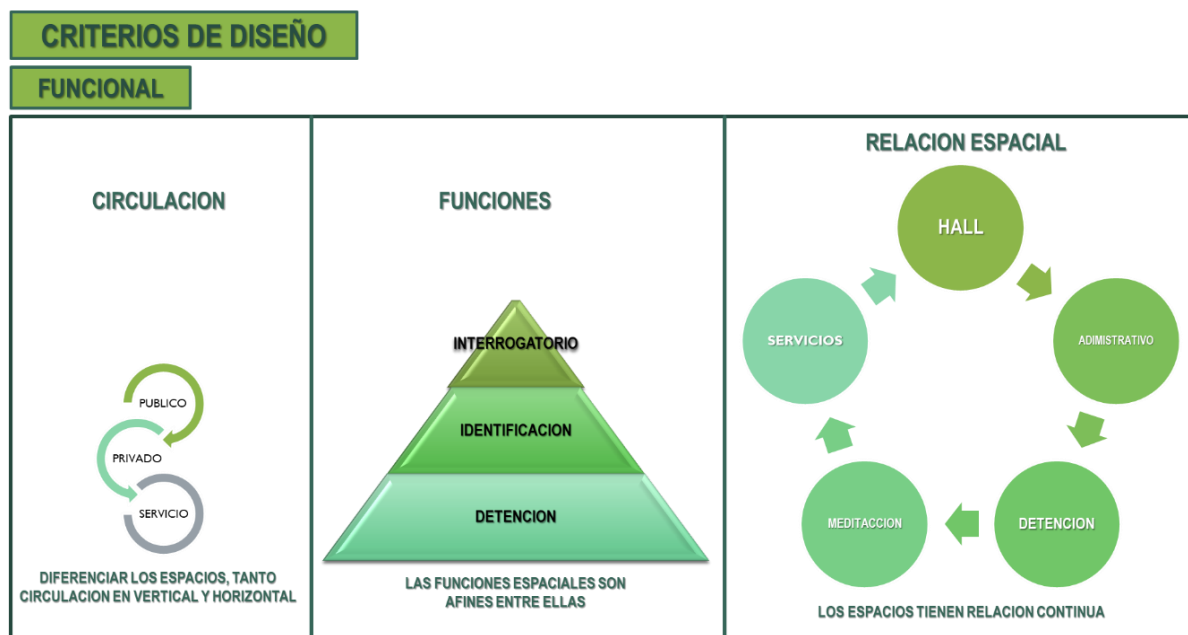 CRITERIOS DE DISEÑO
FUNCIONAL
CIRCULACION
PUBLICO
PRIVADO
SERVICIO
DIFERENCIAR LOS ESPACIOS, TANTO
CIRCULACION EN VERTICAL Y HORIZONTAL
FUNCIONES
INTERROGATORIO
IDENTIFICACION
DETENCION
LAS FUNCIONES ESPACIALES SON
AFINES ENTRE ELLAS
RELACION ESPACIAL
HALL
ADIMISTRATIVO
DETENCION
MEDITACCION
SERVICIOS
LOS ESPACIOS TIENEN RELACION CONTINUA